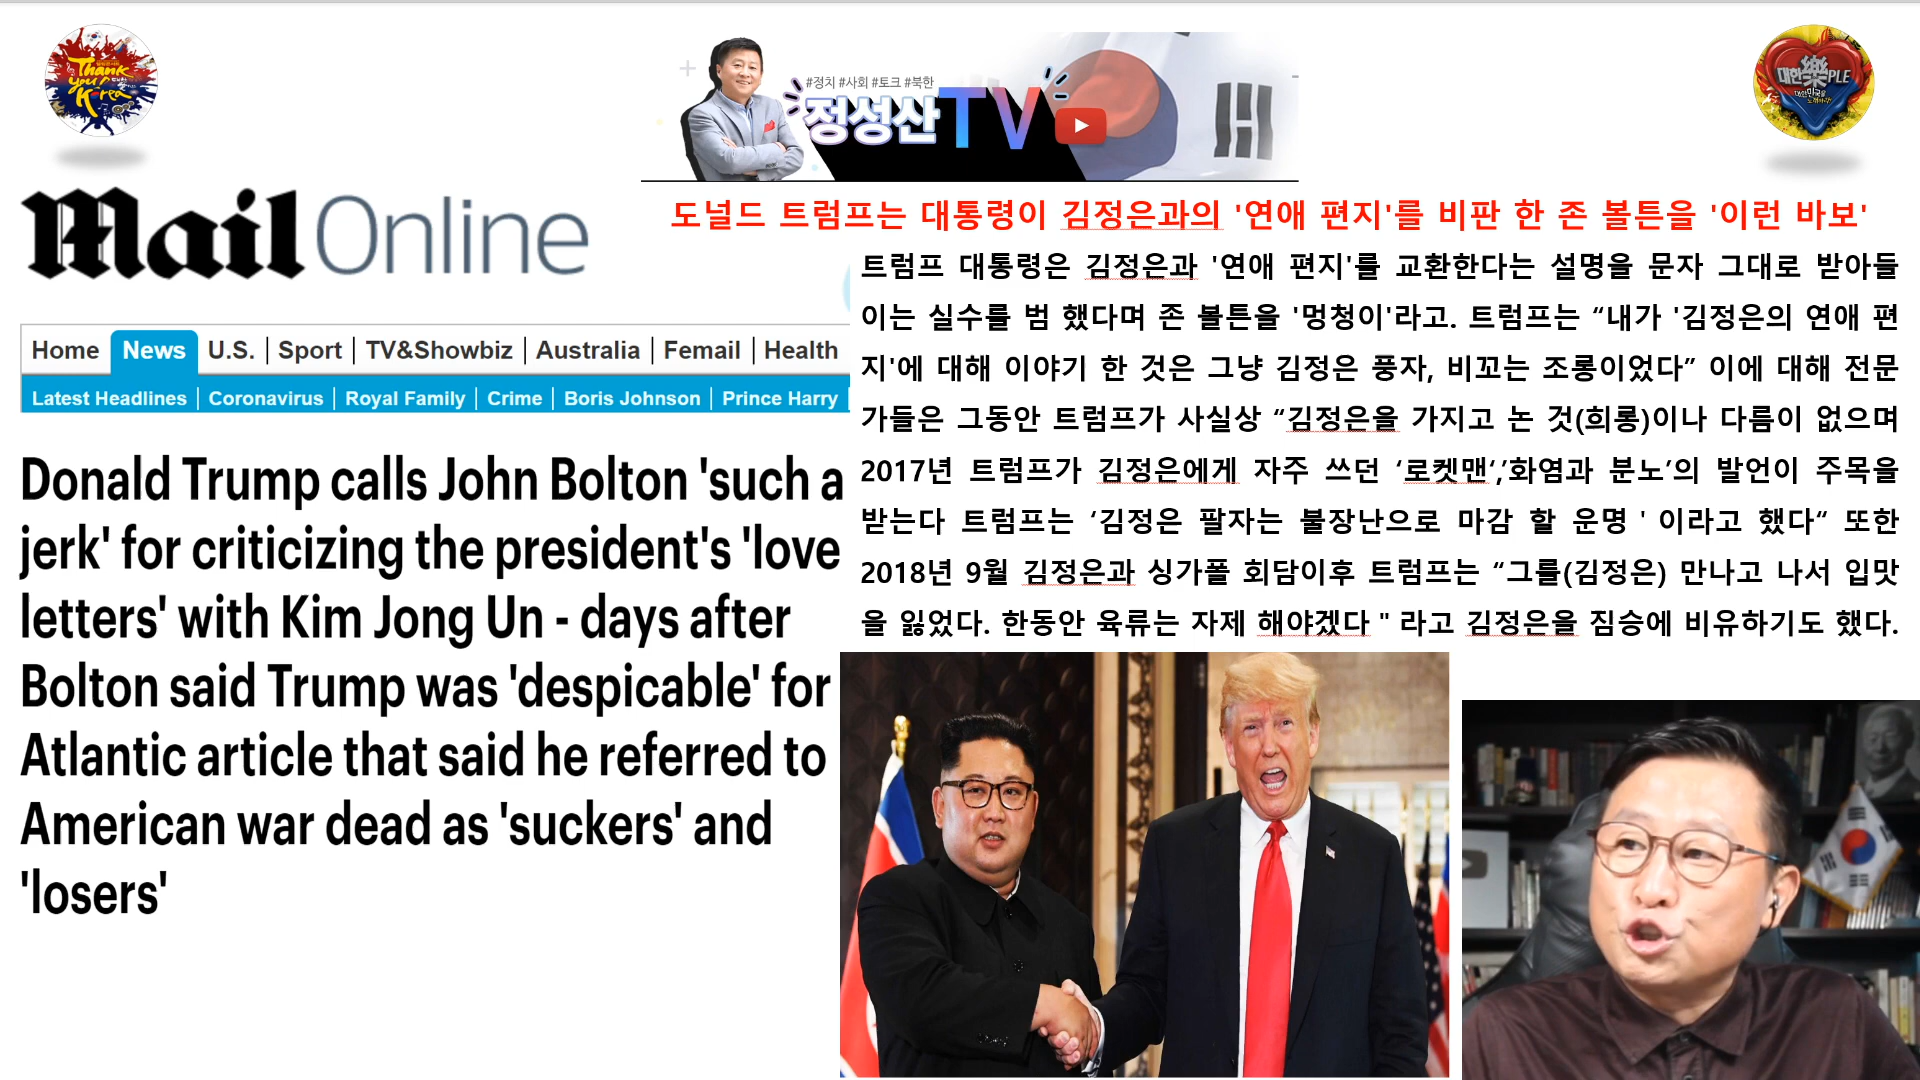 Thank
you
Korea
#정치 #사회 #토크 #북한
정성산TV
대한樂PLE
Mail Online
Home News U.S. Sport TV&Showbiz Australia Femail Health
Latest Headlines Coronavirus Royal Family Crime Boris Johnson Prince Harry
Donald Trump calls John Bolton 'such a
jerk' for criticizing the president's 'love
letters' with Kim Jong Un - days after
Bolton said Trump was 'despicable' for
Atlantic article that said he referred to
American war dead as 'suckers' and
'losers'
도널드 트럼프는 대통령이 김정은과의 '연애 편지'를 비판 한 존 볼튼을 '이런 바보'
트럼프 대통령은 김정은과 '연애 편지'를 교환한다는 설명을 문자 그대로 받아들
이는 실수를 범 했다며 존 볼튼을 '멍청이'라고. 트럼프는 “내가 '김정은의 연애 편
지'에 대해 이야기 한 것은 그냥 김정은 풍자, 비꼬는 조롱이었다” 이에 대해 전문
가들은 그동안 트럼프가 사실상 “김정은을 가지고 논 것(희롱)이나 다름이 없으며
2017년 트럼프가 김정은에게 자주 쓰던 ‘로켓맨‘,’화염과 분노’의 발언이 주목을
받는다 트럼프는 ‘김정은 팔자는 불장난으로 마감 할 운명 ' 이라고 했다“ 또한
2018년 9월 김정은과 싱가폴 회담이후 트럼프는 “그를(김정은) 만나고 나서 입맛
을 잃었다. 한동안 육류는 자제 해야겠다 " 라고 김정은을 짐승에 비유하기도 했다.